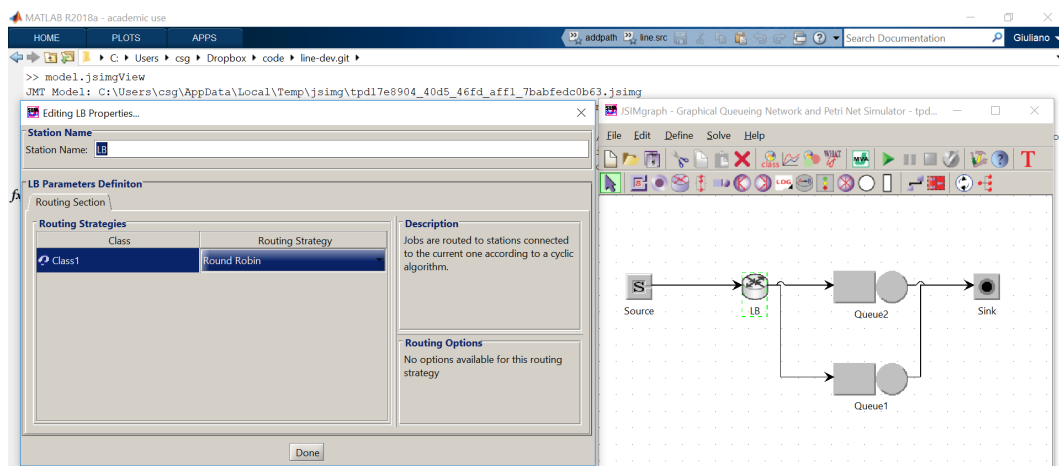 MATLAB R2018a - academic use
HOME PLOTS APPS addpath line.src Search Documentation Giuliano
C: Users csg Dropbox code line-dev.git
>> model.jsimgView
JMT Model: C:\Users\csg\AppData\Local\Temp\jsimg\tpd17e8904_40d5_46fd_aff1_7babfedc0b63.jsimg
fx
Editing LB Properties...
Station Name
Station Name: LB
LB Parameters Definiton
Routing Section
Routing Strategies
Class Routing Strategy
Class1 Round Robin
Description
Jobs are routed to stations connected
to the current one according to a cyclic
algorithm.
Routing Options
No options available for this routing
strategy
Done
JSIMgraph - Graphical Queueing Network and Petri Net Simulator - tpd...
File Edit Define Solve Help
class
WHAT
IF
MVA
T
S
Source
LB
Queue2
Sink
Queue1